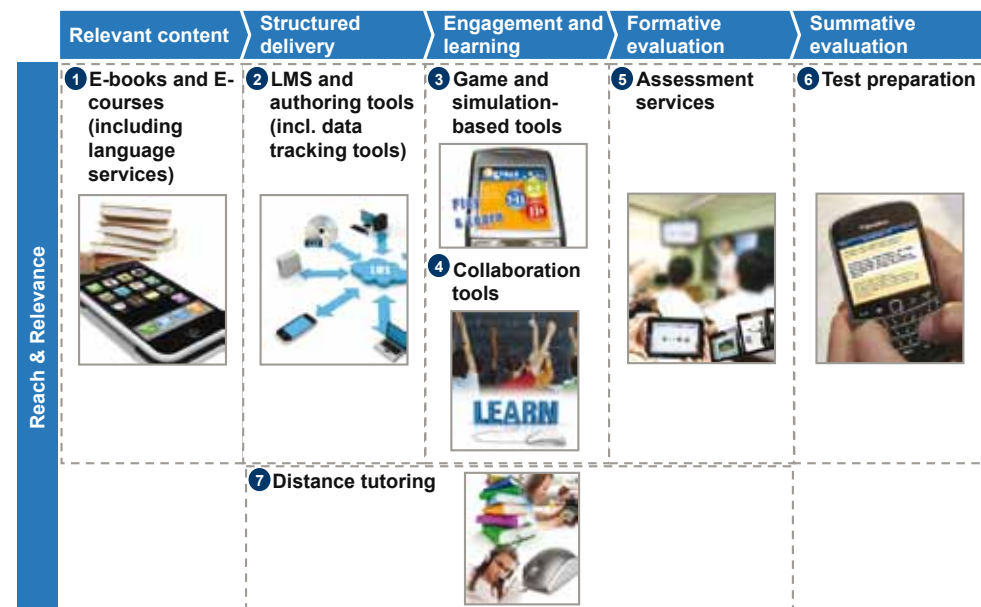 Relevant content
Structured
delivery
Engagement and
learning
Formative
evaluation
Summative
evaluation
Reach & Relevance
1 E-books and E-
courses
(including
language
services)
2 LMS and
authoring tools
(incl. data
tracking tools)
LMS
3 Game and
simulation-
based tools
4 Collaboration
tools
LEARN
5 Assessment
services
6 Test preparation
7 Distance tutoring